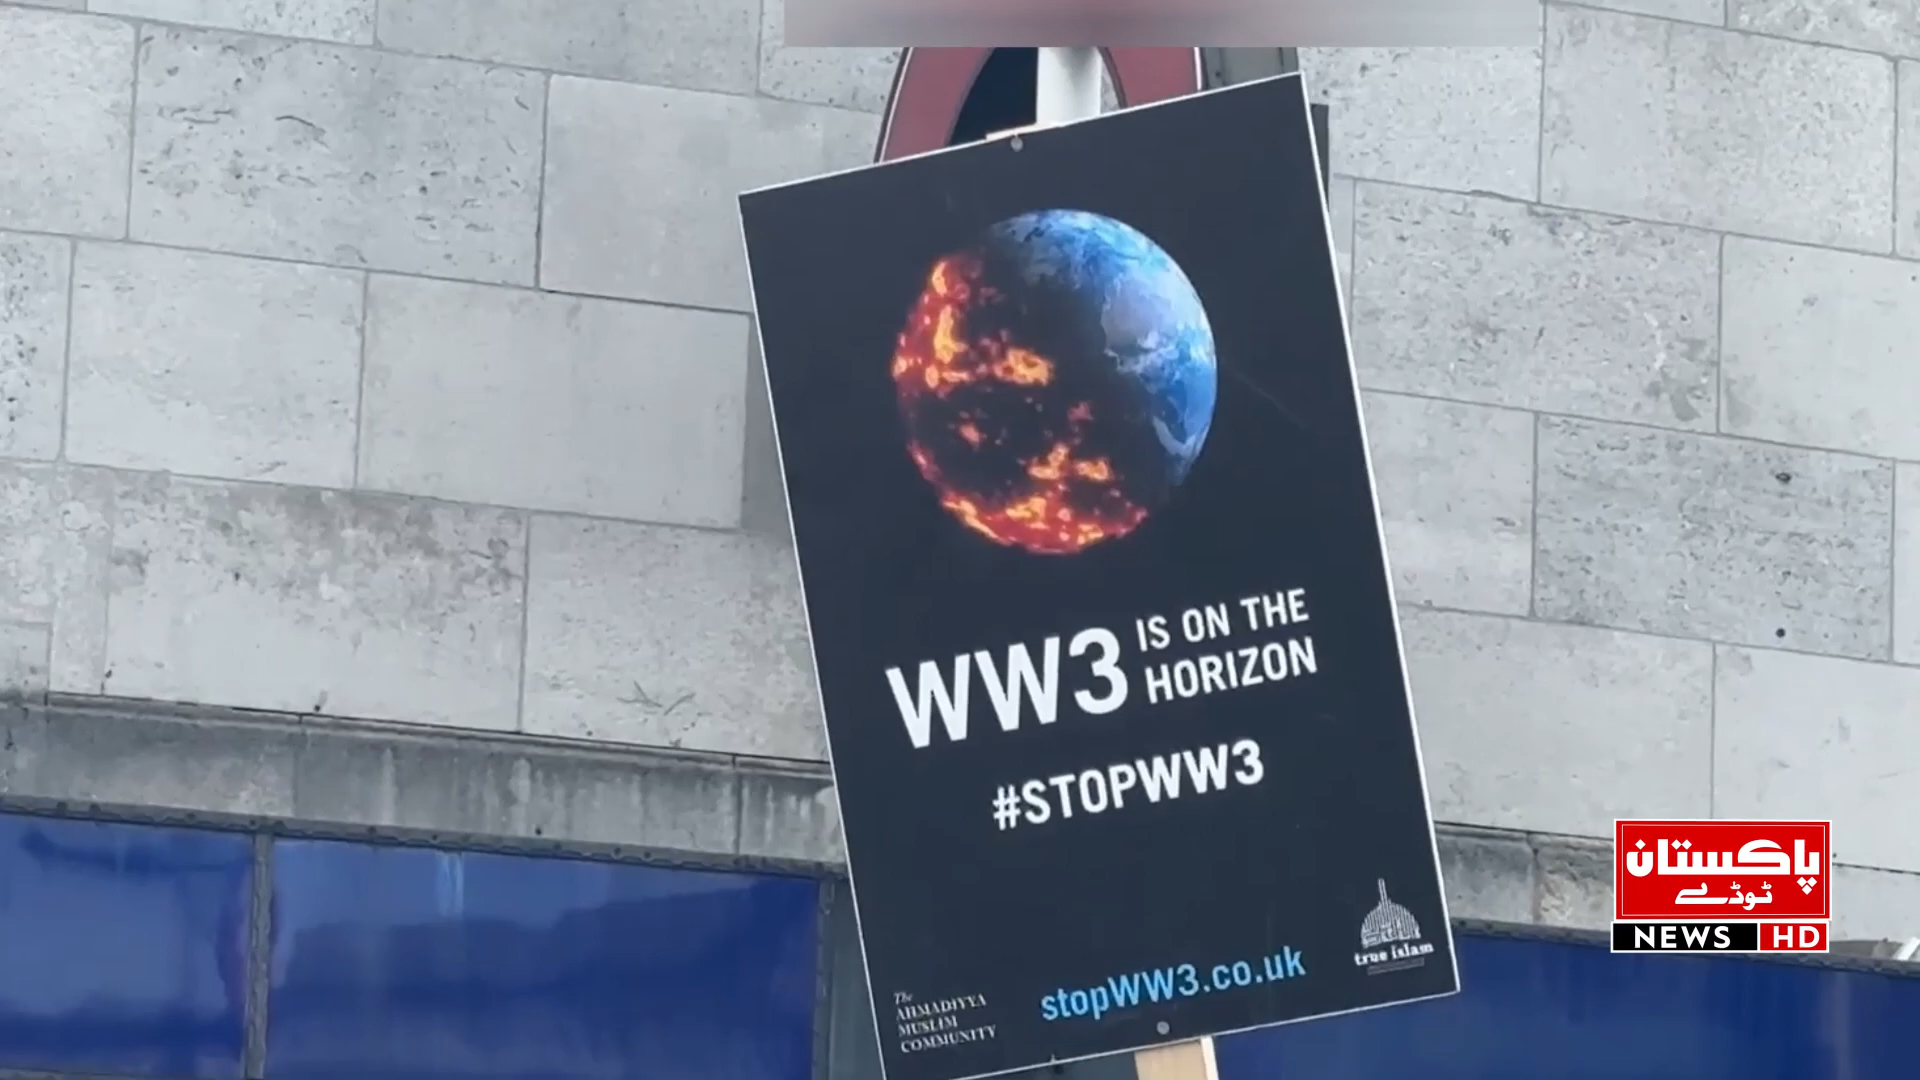 WW3 IS ON THE
HORIZON
#STOPWW3
stopWW3.co.uk
The
AHMADIYYA
MUSLIM
COMMUNITY
true islam
پاکستان
ٹوڈے
NEWS HD